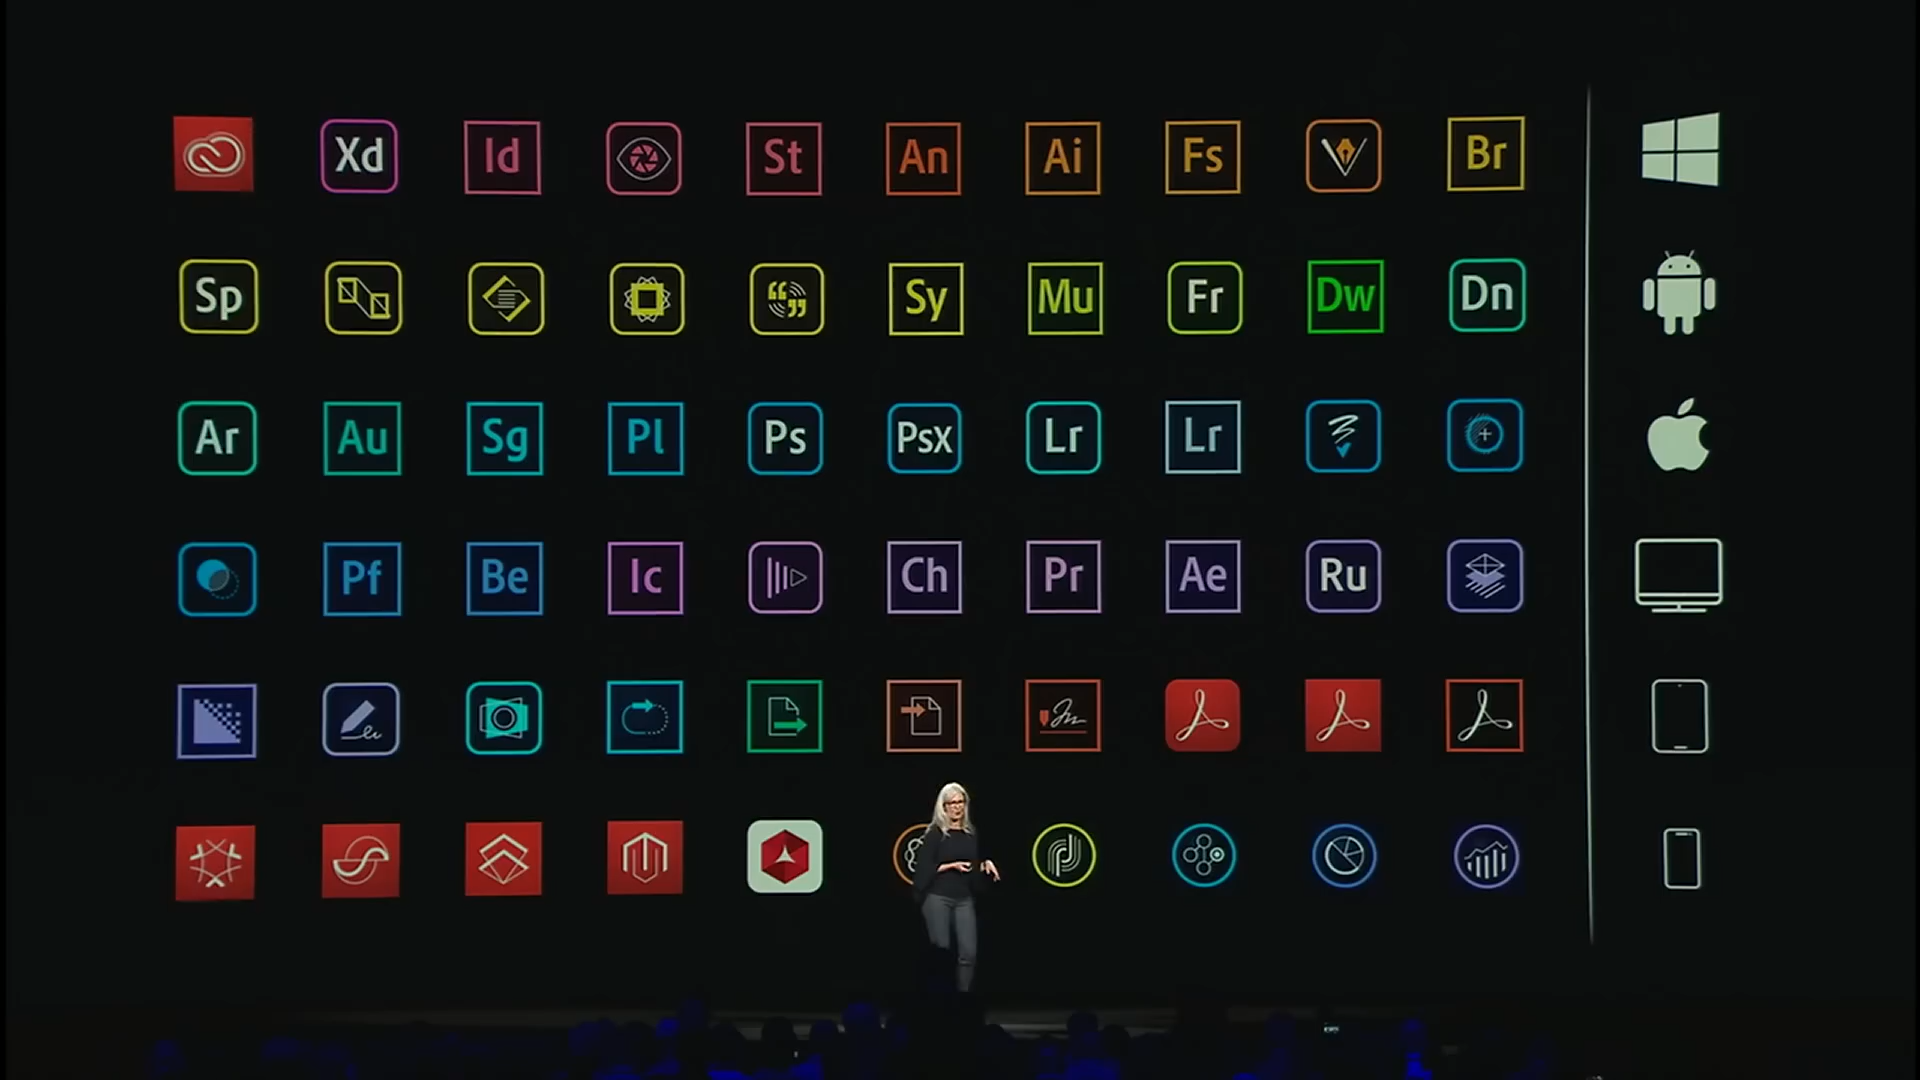 Xd Id St An Ai Fs Br
Sp Sy Mu Fr Dw Dn
Ar Au Sg Pl Ps PsX Lr Lr
Pf Be Ic Ch Pr Ae Ru